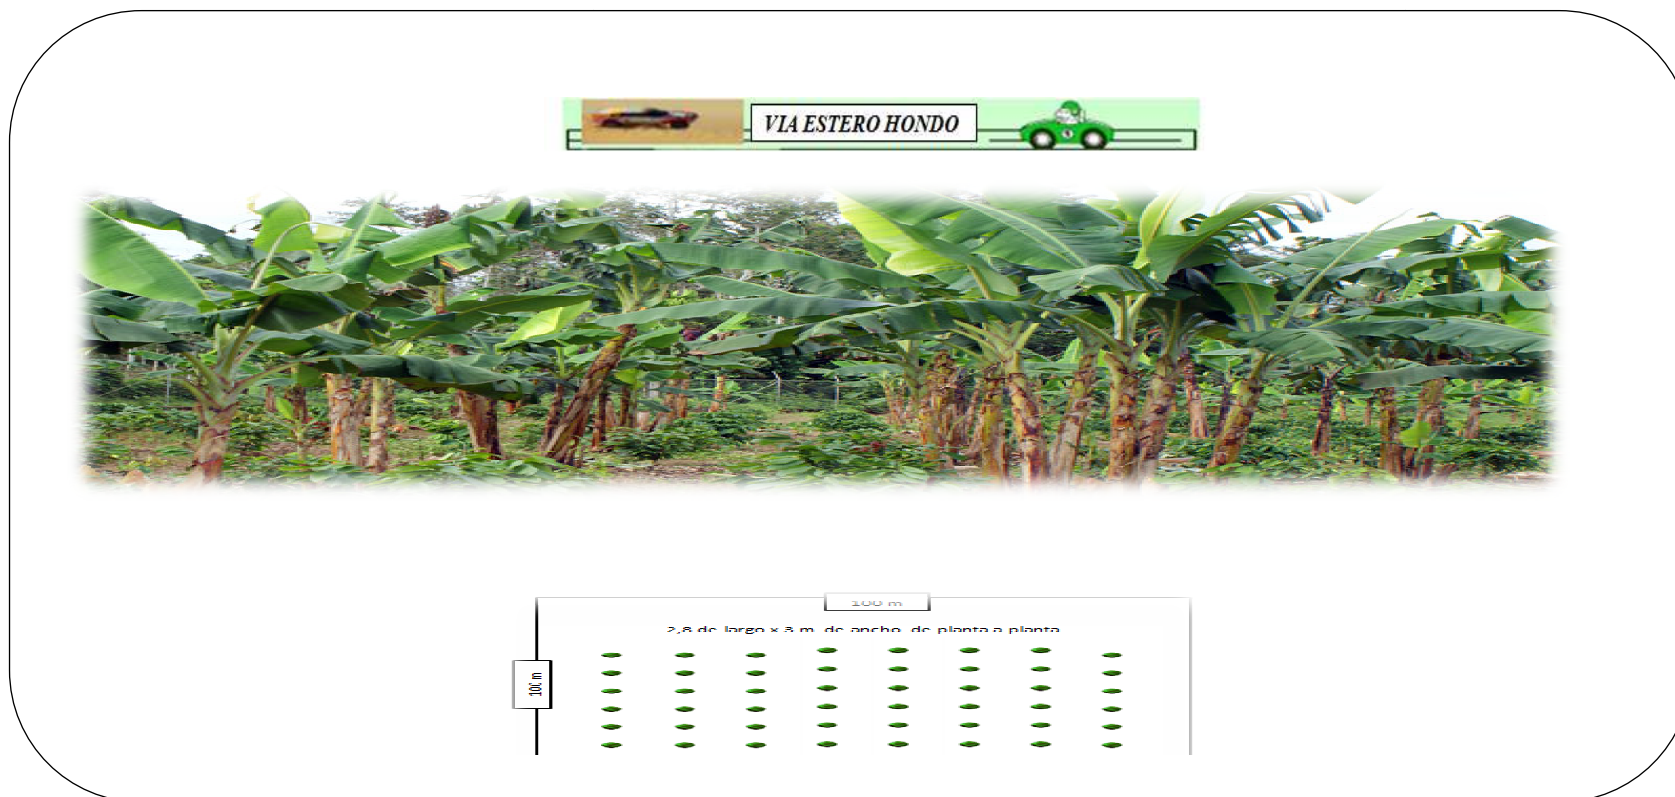 VIA ESTERO HONDO
100 m
2,8 de largo x 3 m de ancho de planta a planta
100 m